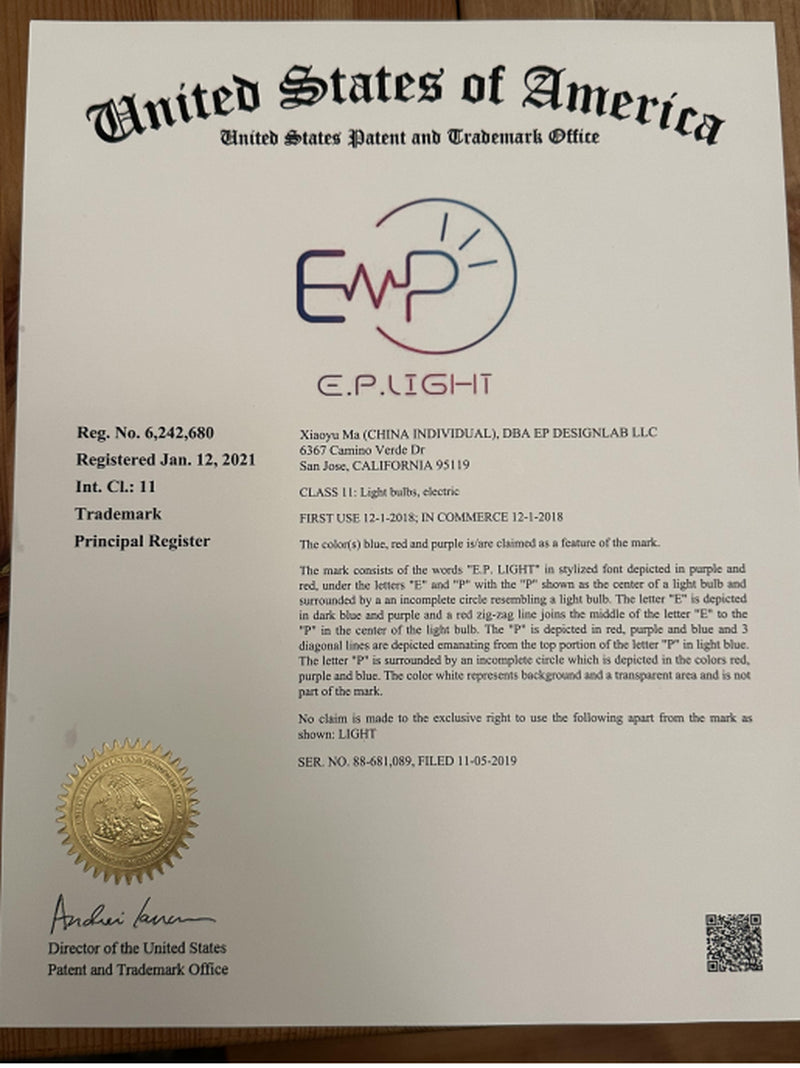 United States of America
United States Patent and Trademark Office
E P
E.P.LIGHT
Reg. No. 6,242,680
Registered Jan. 12, 2021
Int. Cl.: 11
Trademark
Principal Register
Xiaoyu Ma (CHINA INDIVIDUAL), DBA EP DESIGNLAB LLC
6367 Camino Verde Dr
San Jose, CALIFORNIA 95119
CLASS 11: Light bulbs, electric
FIRST USE 12-1-2018; IN COMMERCE 12-1-2018
The color(s) blue, red and purple is/are claimed as a feature of the mark.
The mark consists of the words "E.P. LIGHT" in stylized font depicted in purple and
red, under the letters "E" and "P" with the "P" shown as the center of a light bulb and
surrounded by a an incomplete circle resembling a light bulb. The letter "E" is depicted
in dark blue and purple and a red zig-zag line joins the middle of the letter "E" to the
"P" in the center of the light bulb. The "P" is depicted in red, purple and blue and 3
diagonal lines are depicted emanating from the top portion of the letter "P" in light blue.
The letter "P" is surrounded by an incomplete circle which is depicted in the colors red,
purple and blue. The color white represents background and a transparent area and is not
part of the mark.
No claim is made to the exclusive right to use the following apart from the mark as
shown: LIGHT
SER. NO. 88-681,089, FILED 11-05-2019
Director of the United States
Patent and Trademark Office